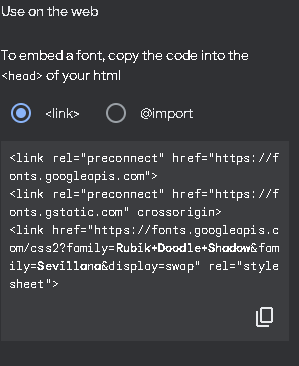 Use on the web
To embed a font, copy the code into the
<head> of your html
<link>
@import
<link rel="preconnect" href="https://f
onts.googleapis.com">
<link rel="preconnect" href="https://f
onts.gstatic.com" crossorigin>
<link href="https://fonts.googleapis.c
om/css2?family=Rubik+Doodle+Shadow&fam
ily=Sevillana&display=swap" rel="style
sheet">